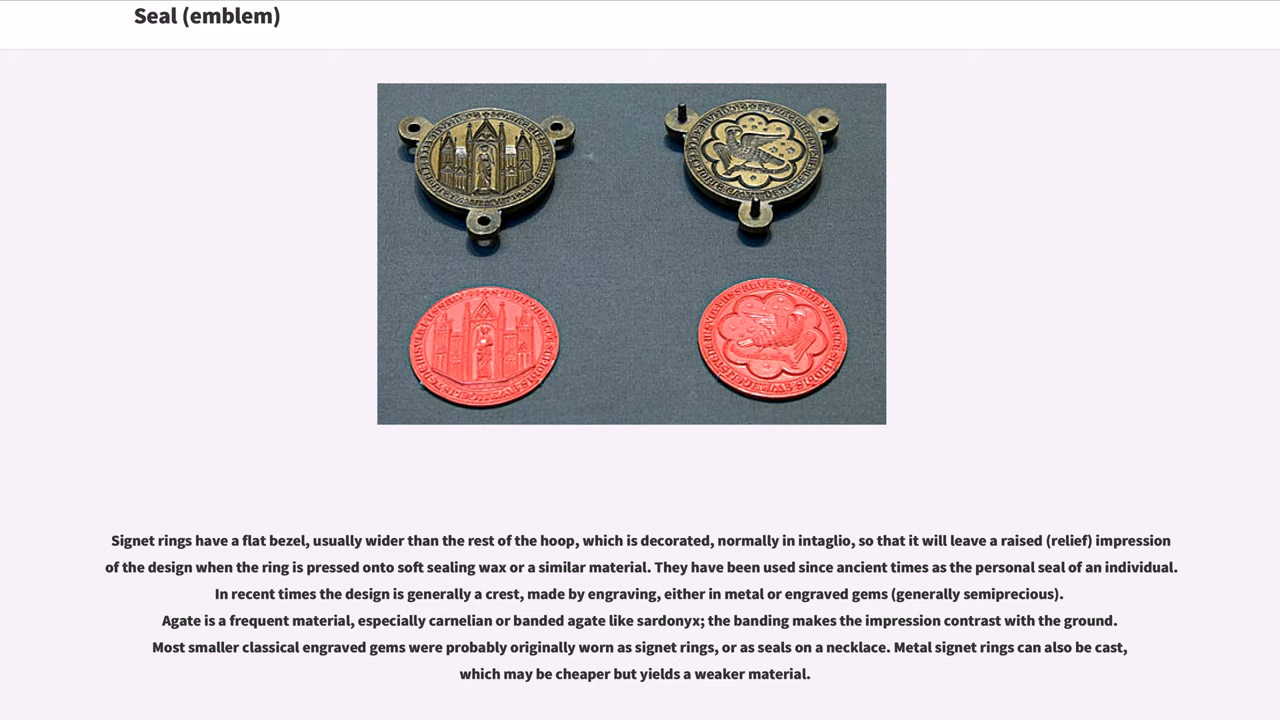 Seal (emblem)
Signet rings have a flat bezel, usually wider than the rest of the hoop, which is decorated, normally in intaglio, so that it will leave a raised (relief) impression
of the design when the ring is pressed onto soft sealing wax or a similar material. They have been used since ancient times as the personal seal of an individual.
In recent times the design is generally a crest, made by engraving, either in metal or engraved gems (generally semiprecious).
Agate is a frequent material, especially carnelian or banded agate like sardonyx; the banding makes the impression contrast with the ground.
Most smaller classical engraved gems were probably originally worn as signet rings, or as seals on a necklace. Metal signet rings can also be cast,
which may be cheaper but yields a weaker material.